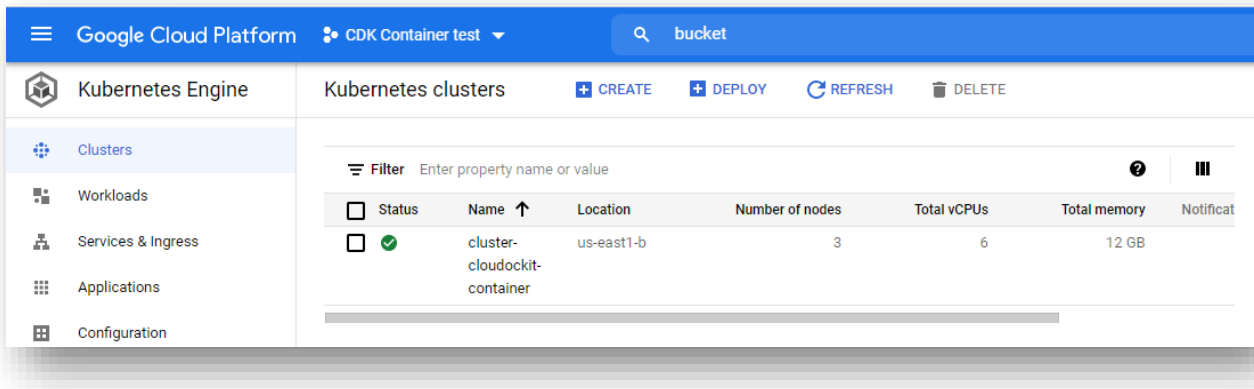 Google Cloud Platform CDK Container test bucket
Kubernetes Engine Kubernetes clusters CREATE DEPLOY REFRESH DELETE
Clusters
Filter Enter property name or value
Workloads
Status Name Location Number of nodes Total vCPUs Total memory Notificat
Services & Ingress
cluster-cloudockit-container us-east1-b 3 6 12 GB
Applications
Configuration